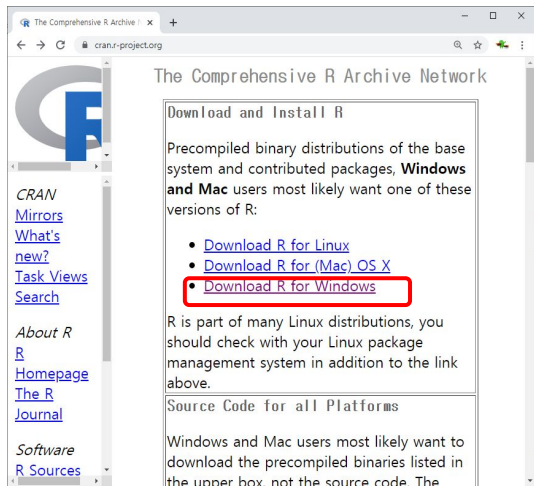 The Comprehensive R Archive
cran.r-project.org
The Comprehensive R Archive Network
Download and Install R
Precompiled binary distributions of the base
system and contributed packages, Windows
and Mac users most likely want one of these
versions of R:
• Download R for Linux
• Download R for (Mac) OS X
• Download R for Windows
R is part of many Linux distributions, you
should check with your Linux package
management system in addition to the link
above.
Source Code for all Platforms
Windows and Mac users most likely want to
download the precompiled binaries listed in
the upper box, not the source code. The
CRAN
Mirrors
What's
new?
Task Views
Search
About R
R
Homepage
The R
Journal
Software
R Sources